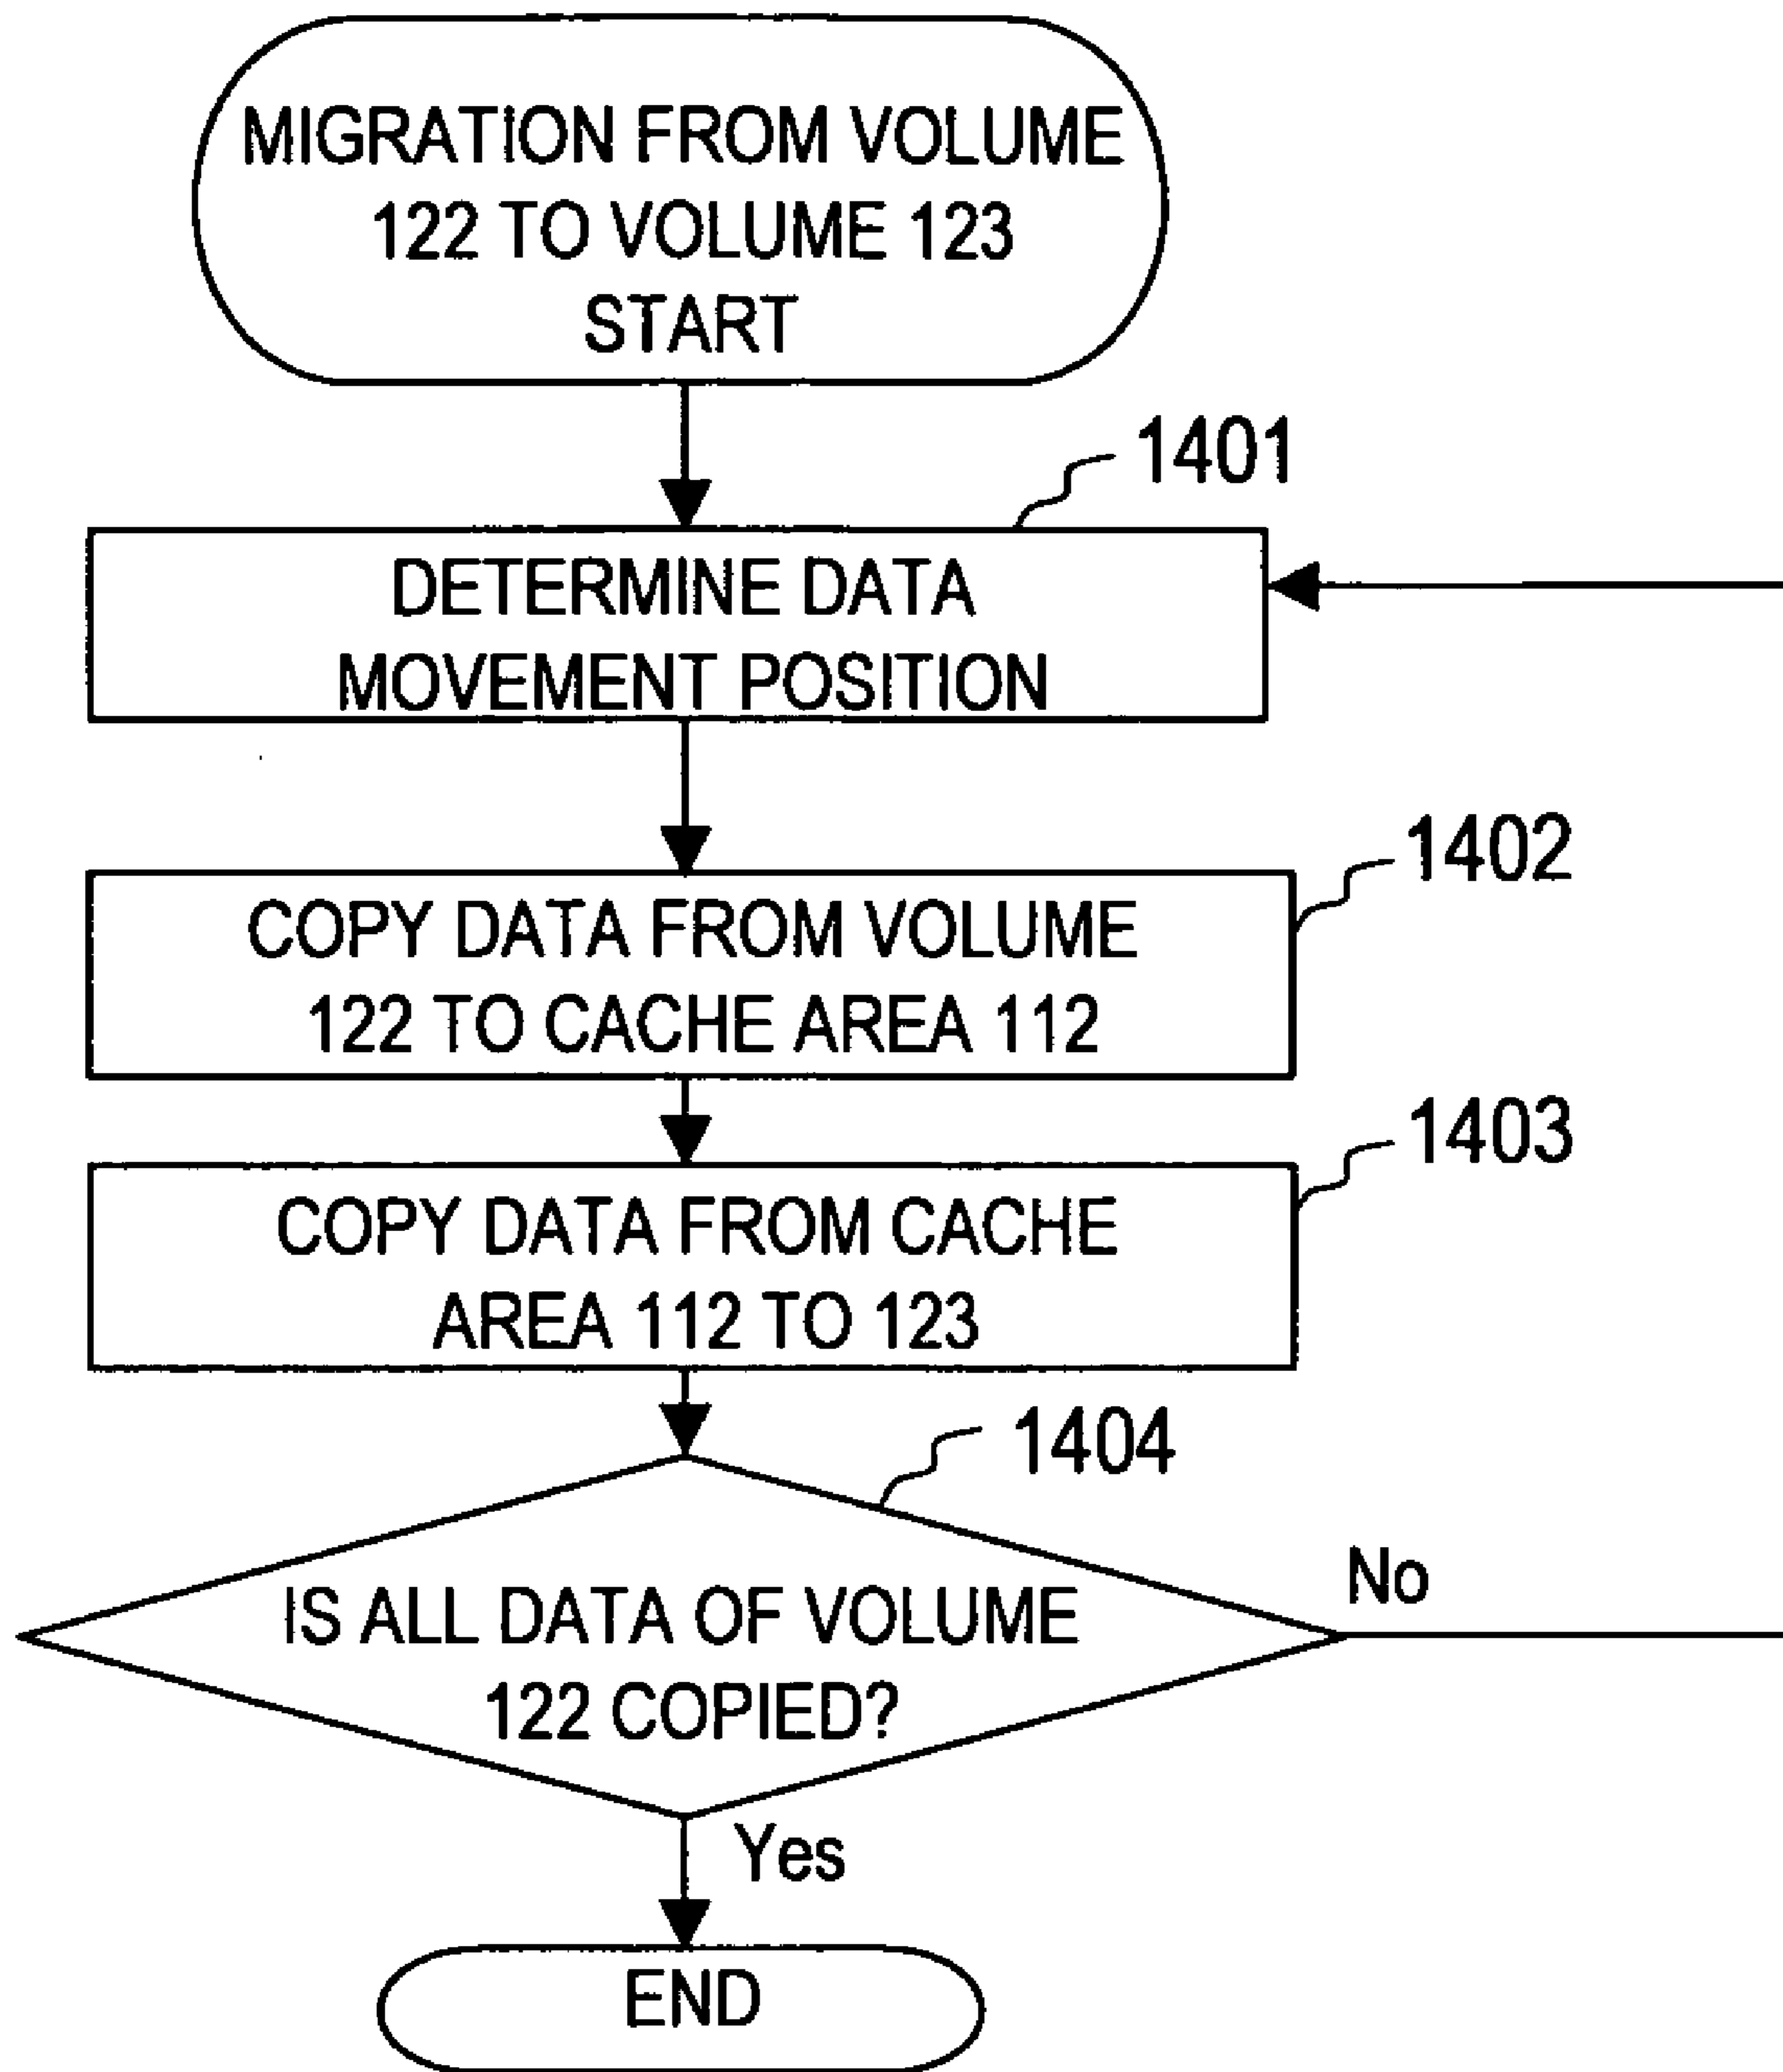 MIGRATION FROM VOLUME
122 TO VOLUME 123
START
1401
DETERMINE DATA
MOVEMENT POSITION
1402
COPY DATA FROM VOLUME
122 TO CACHE AREA 112
1403
COPY DATA FROM CACHE
AREA 112 TO 123
1404
IS ALL DATA OF VOLUME
122 COPIED?
No
Yes
END